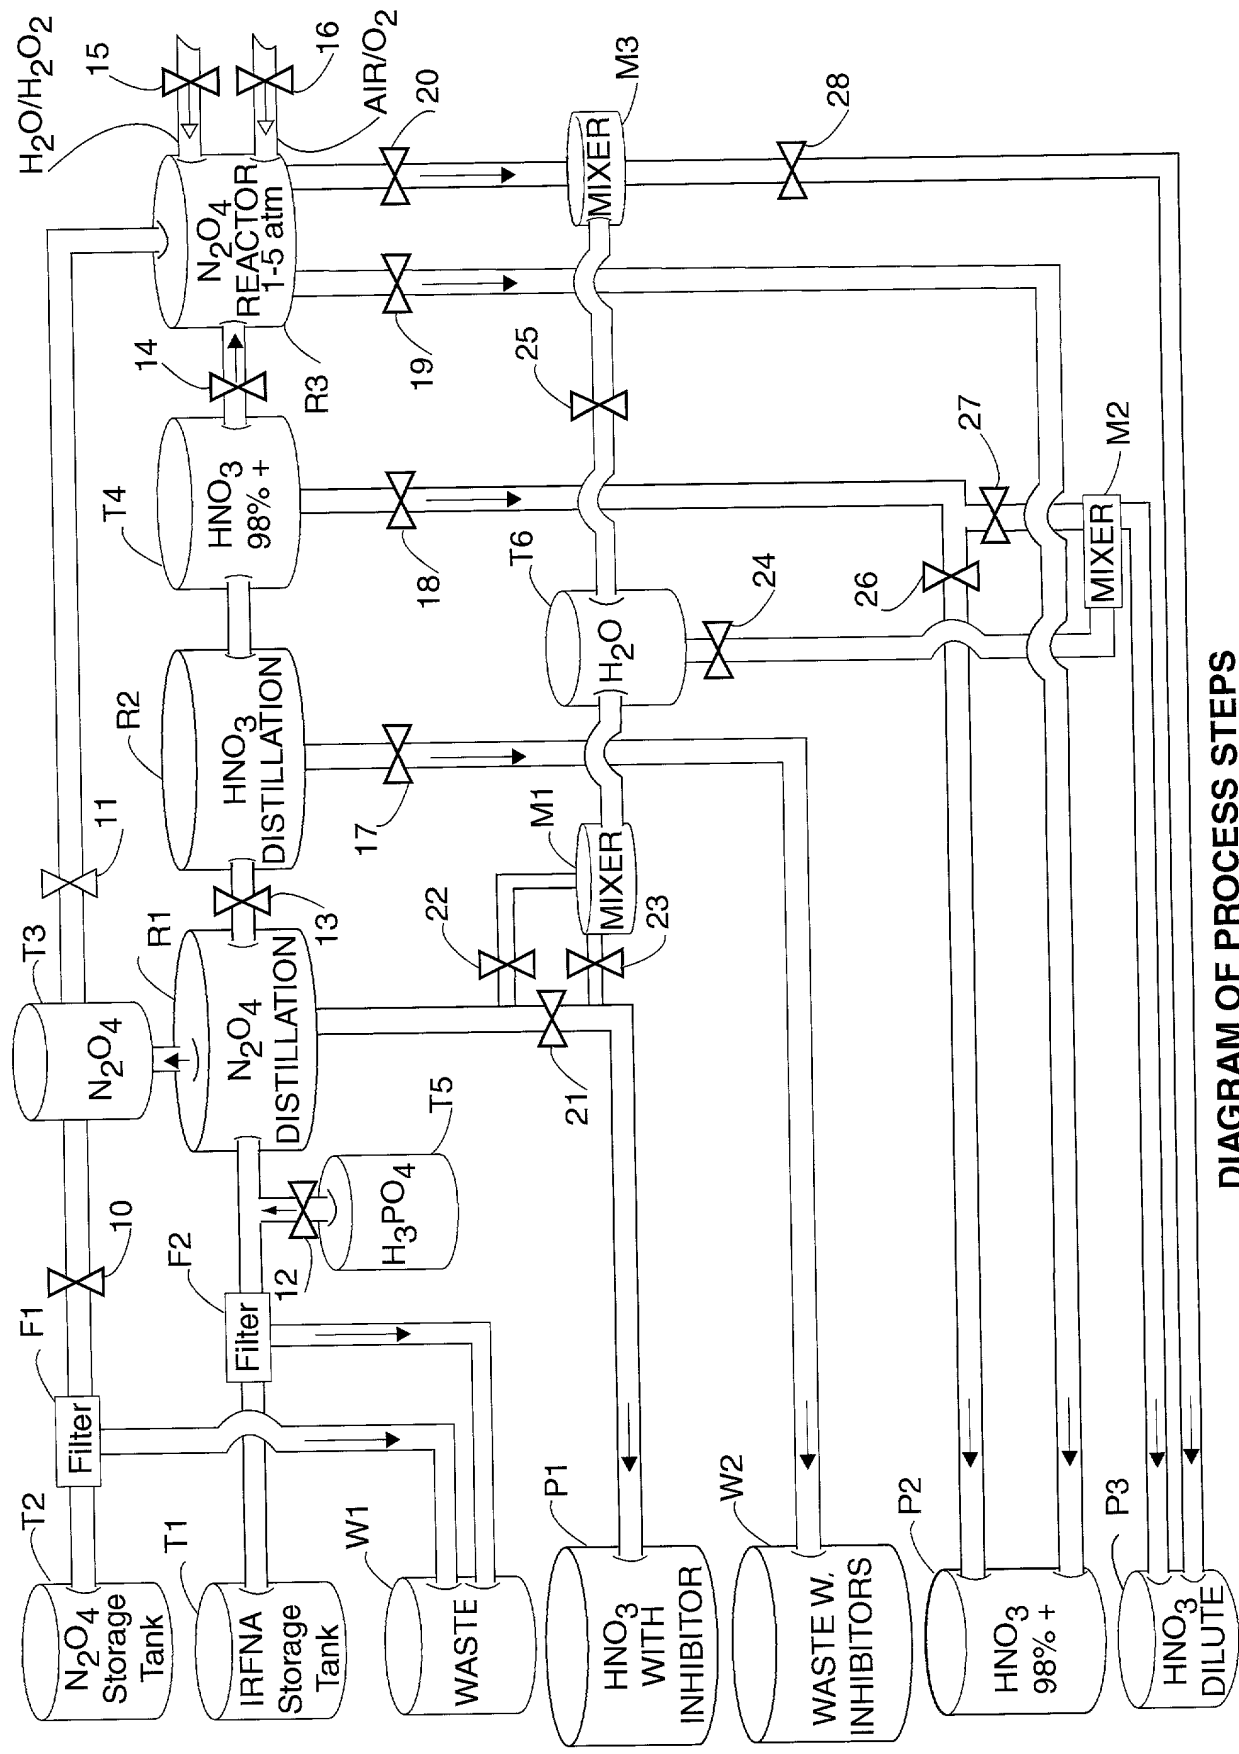 H2O/H2O2
15
16
AIR/O2
N2O4
REACTOR
1-5 atm
R3
14
20
19
M3
MIXER
28
T4
HNO3
98% +
18
25
27
M2
MIXER
26
T6
H2O
24
R2
HNO3
DISTILLATION
17
11
13
M1
MIXER
22
23
T3
N2O4
R1
N2O4
DISTILLATION
21
T5
H3PO4
12
10
F1
Filter
F2
Filter
T2
N2O4
Storage
Tank
T1
IRFNA
Storage
Tank
W1
WASTE
P1
HNO3
WITH
INHIBITOR
W2
WASTE W.
INHIBITORS
P2
HNO3
98% +
P3
HNO3
DILUTE
DIAGRAM OF PROCESS STEPS